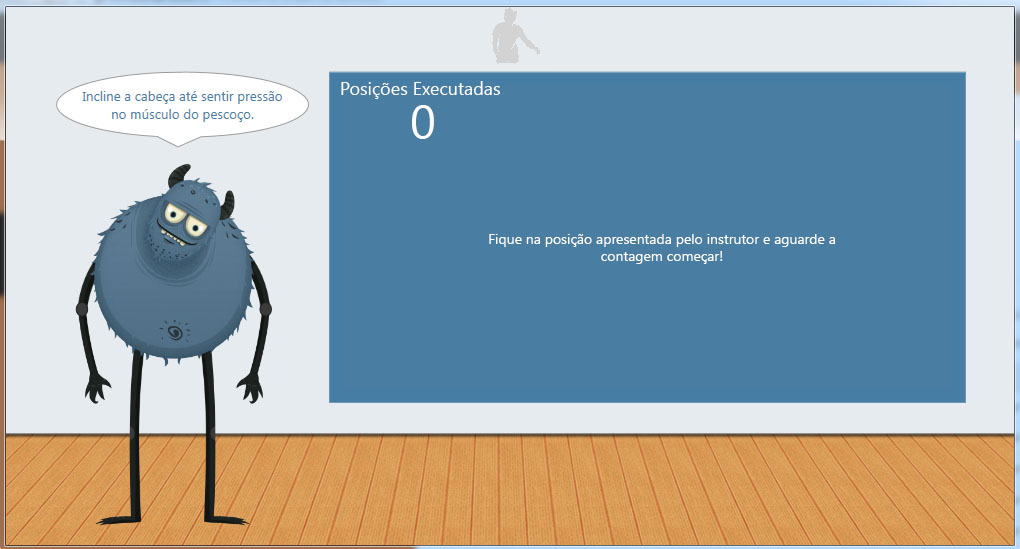 Incline a cabeça até sentir pressão
no músculo do pescoço.
Posições Executadas
0
Fique na posição apresentada pelo instrutor e aguarde a
contagem começar!